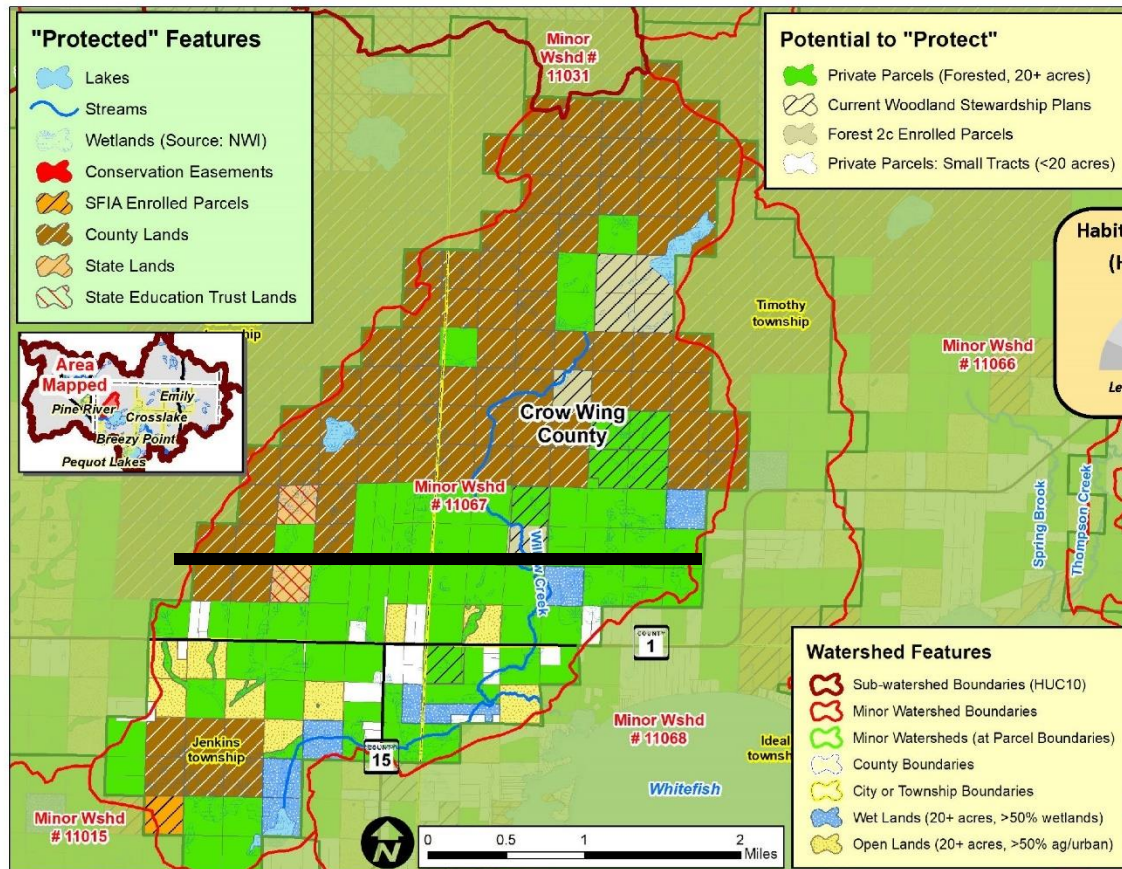 "Protected" Features
Lakes
Streams
Wetlands (Source: NWI)
Conservation Easements
SFIA Enrolled Parcels
County Lands
State Lands
State Education Trust Lands
township
Area
Mapped
Pine River
Emily
Crosslake
Breezy Point
Pequot Lakes
Minor
Wshd #
11031
Potential to "Protect"
Private Parcels (Forested, 20+ acres)
Current Woodland Stewardship Plans
Forest 2c Enrolled Parcels
Private Parcels: Small Tracts (<20 acres)
Habit
(H
Le
Timothy
township
Minor Wshd
# 11066
Crow Wing
County
Minor Wshd
# 11067
Willow Creek
Spring Brook
Thompson Creek
COUNTY
1
Minor Wshd
# 11068
Ideal
township
Jenkins
township
COUNTY
15
Whitefish
Minor Wshd
# 11015
N
0 0.5 1 2
Miles
Watershed Features
Sub-watershed Boundaries (HUC10)
Minor Watershed Boundaries
Minor Watersheds (at Parcel Boundaries)
County Boundaries
City or Township Boundaries
Wet Lands (20+ acres, >50% wetlands)
Open Lands (20+ acres, >50% ag/urban)